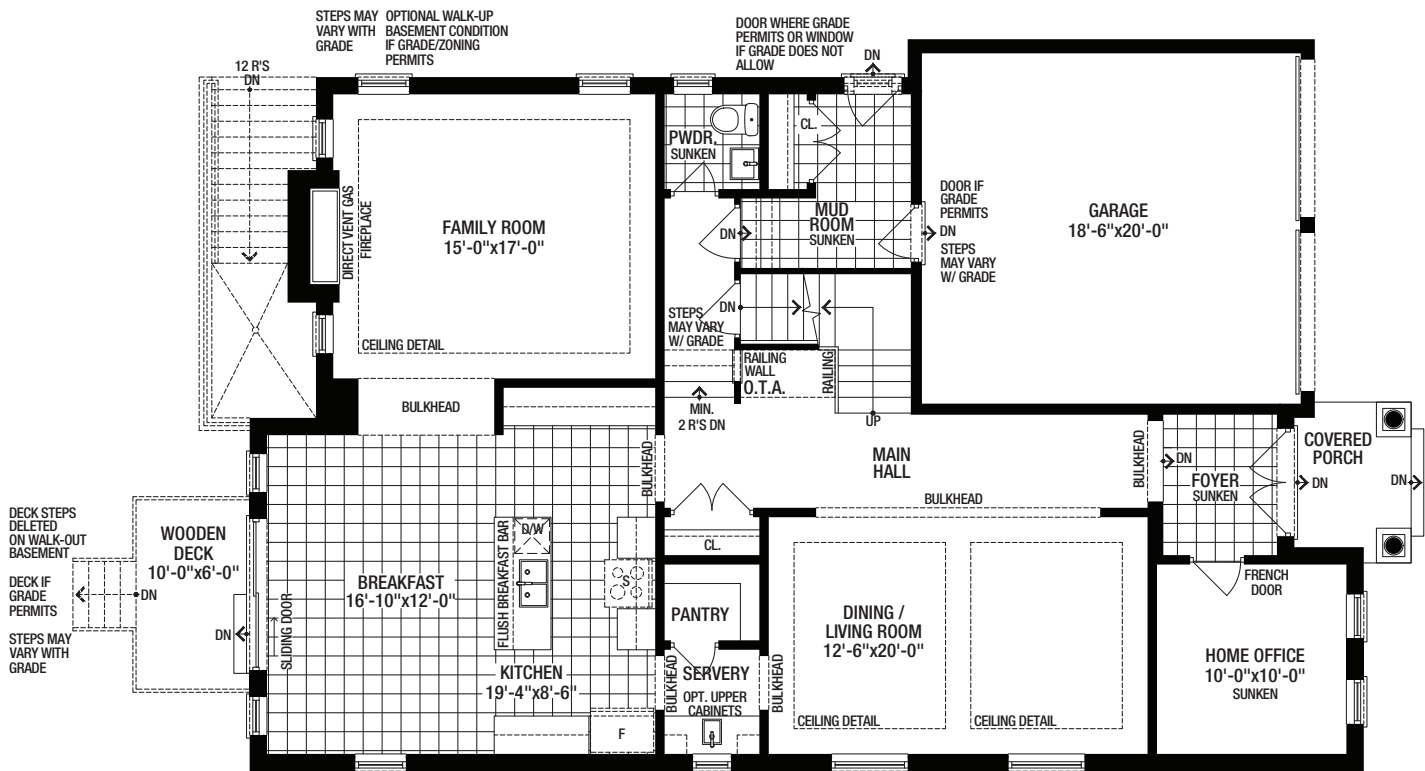 STEPS MAY
VARY WITH
GRADE
OPTIONAL WALK-UP
BASEMENT CONDITION
IF GRADE/ZONING
PERMITS
DOOR WHERE GRADE
PERMITS OR WINDOW
IF GRADE DOES NOT
ALLOW
DN
12 R'S
DN
PWDR.
SUNKEN
CL.
DIRECT VENT GAS
FIREPLACE
FAMILY ROOM
15'-0"x17'-0"
CEILING DETAIL
MUD
ROOM
SUNKEN
DN
DOOR IF
GRADE
PERMITS
DN
STEPS
MAY VARY
W/ GRADE
GARAGE
18'-6"x20'-0"
DN
STEPS
MAY VARY
W/ GRADE
RAILING
WALL
O.T.A.
RAILING
UP
MIN.
2 R'S DN
BULKHEAD
BULKHEAD
MAIN
HALL
BULKHEAD
BULKHEAD
DN
FOYER
SUNKEN
COVERED
PORCH
DN
DN
DECK STEPS
DELETED
ON WALK-OUT
BASEMENT
DECK IF
GRADE
PERMITS
STEPS MAY
VARY WITH
GRADE
WOODEN
DECK
10'-0"x6'-0"
DN
DN
SLIDING DOOR
BREAKFAST
16'-10"x12'-0"
FLUSH BREAKFAST BAR
D/W
S
KITCHEN
19'-4"x8'-6"
F
CL.
PANTRY
SERVERY
OPT. UPPER
CABINETS
BULKHEAD
BULKHEAD
DINING /
LIVING ROOM
12'-6"x20'-0"
CEILING DETAIL
CEILING DETAIL
FRENCH
DOOR
HOME OFFICE
10'-0"x10'-0"
SUNKEN